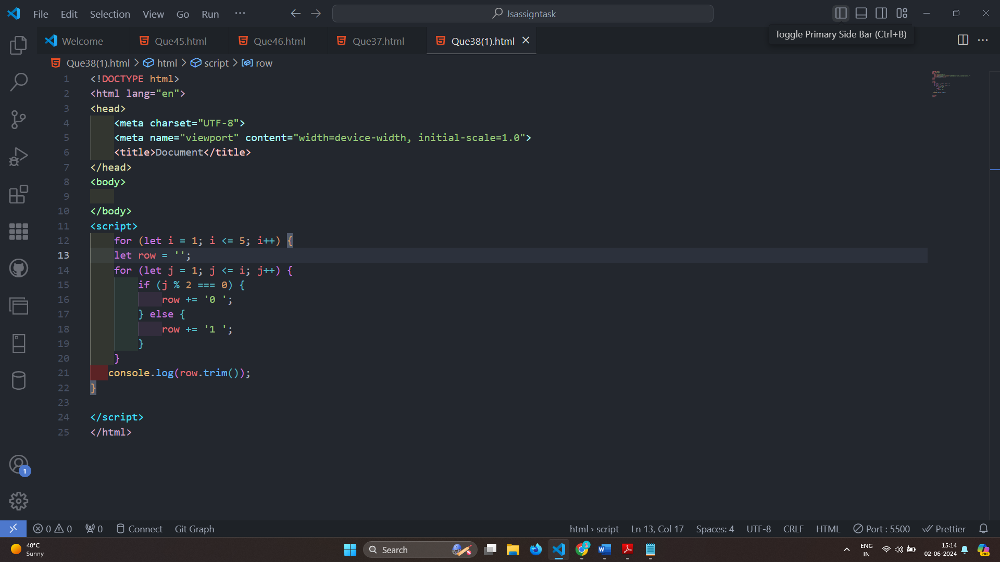 File Edit Selection View Go Run ···
Jsassigntask
Toggle Primary Side Bar (Ctrl+B)
Welcome Que45.html Que46.html Que37.html Que38(1).html
Que38(1).html > html > script > row
1 <!DOCTYPE html>
2 <html lang="en">
3 <head>
4 <meta charset="UTF-8">
5 <meta name="viewport" content="width=device-width, initial-scale=1.0">
6 <title>Document</title>
7 </head>
8 <body>
9
10 </body>
11 <script>
12 for (let i = 1; i <= 5; i++) {
13 let row = '';
14 for (let j = 1; j <= i; j++) {
15 if (j % 2 === 0) {
16 row += '0 ';
17 } else {
18 row += '1 ';
19 }
20 }
21 console.log(row.trim());
22 }
23
24 </script>
25 </html>
1
0 0 0 Connect Git Graph html › script Ln 13, Col 17 Spaces: 4 UTF-8 CRLF HTML Port : 5500 Prettier
40°C
Sunny
Search
ENG
IN
15:14
02-06-2024
PRE